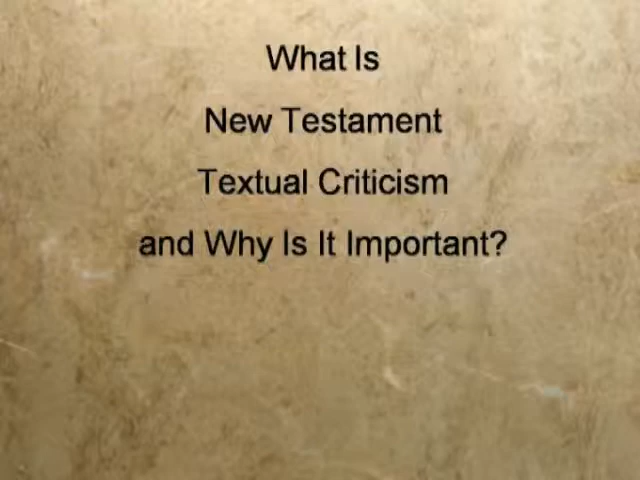 What Is
New Testament
Textual Criticism
and Why Is It Important?